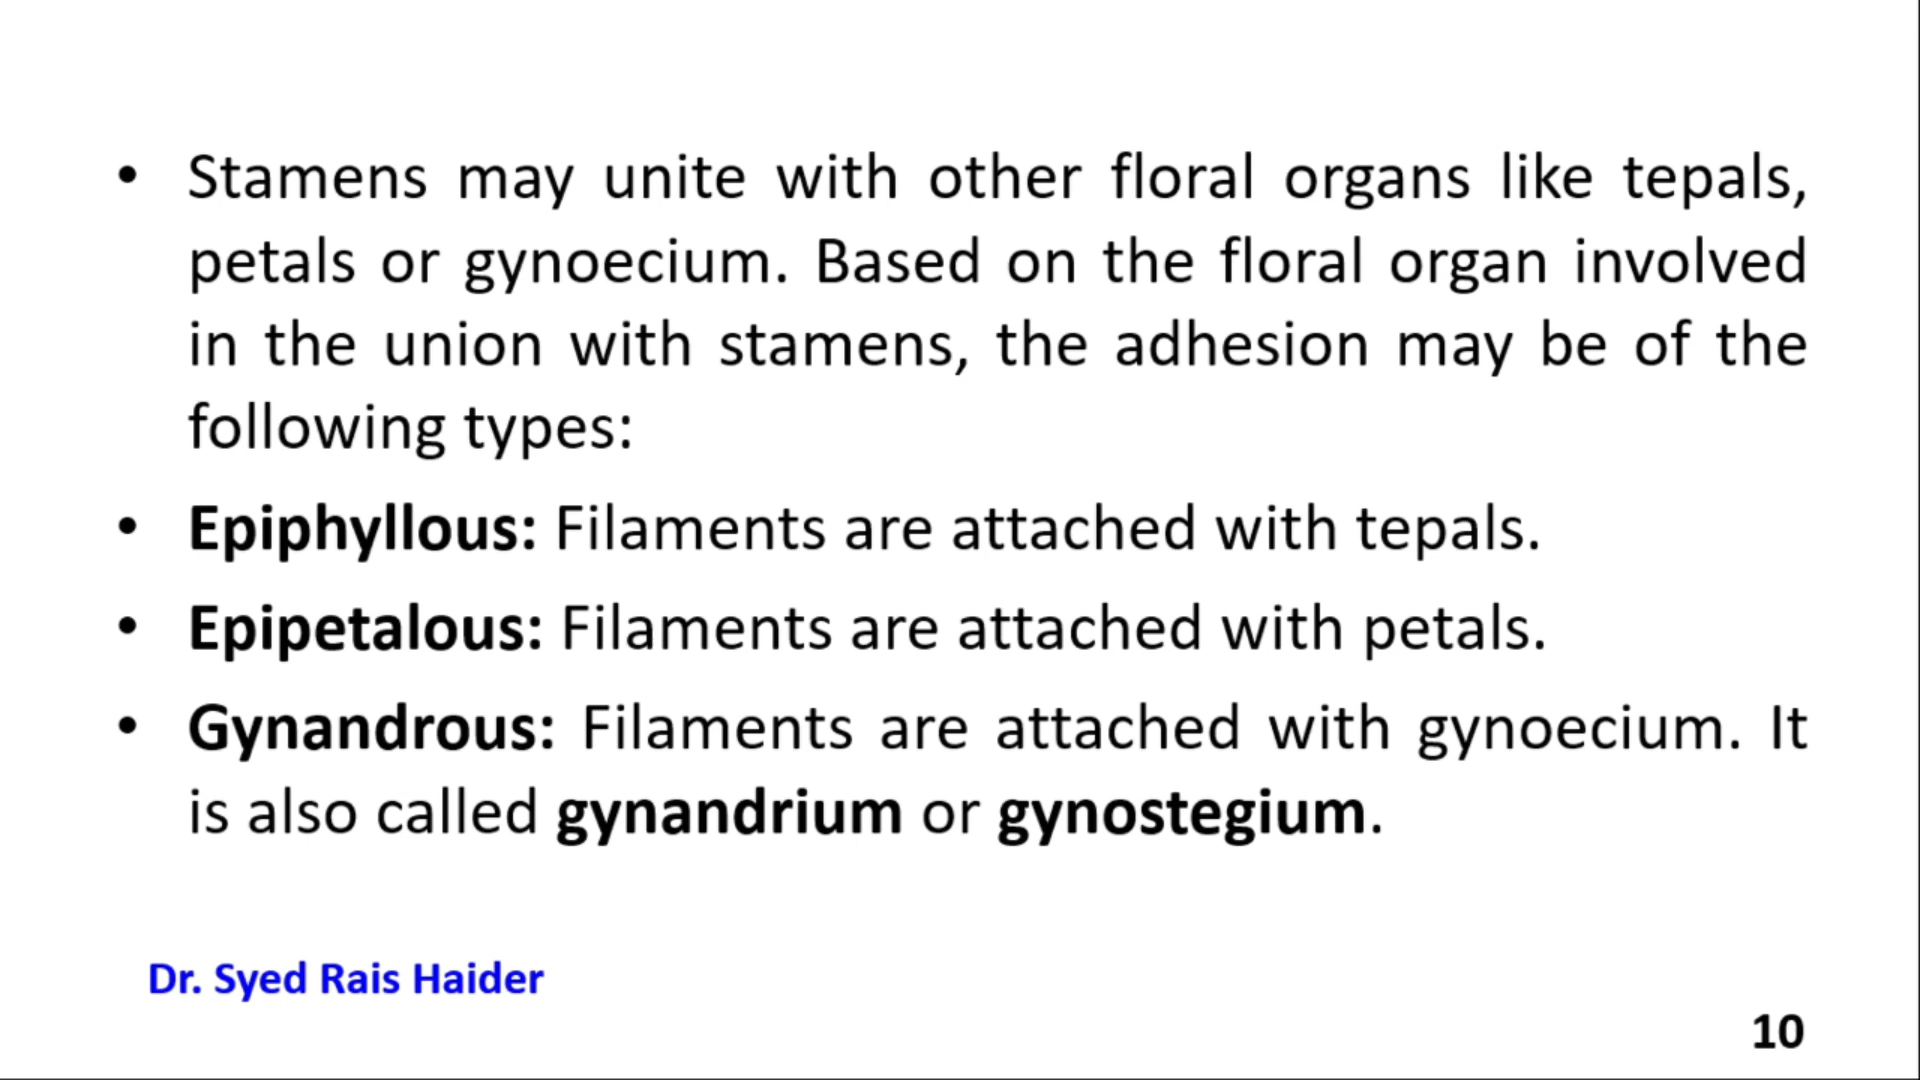 • Stamens may unite with other floral organs like tepals,
petals or gynoecium. Based on the floral organ involved
in the union with stamens, the adhesion may be of the
following types:
• Epiphyllous: Filaments are attached with tepals.
• Epipetalous: Filaments are attached with petals.
• Gynandrous: Filaments are attached with gynoecium. It
is also called gynandrium or gynostegium.
Dr. Syed Rais Haider
10